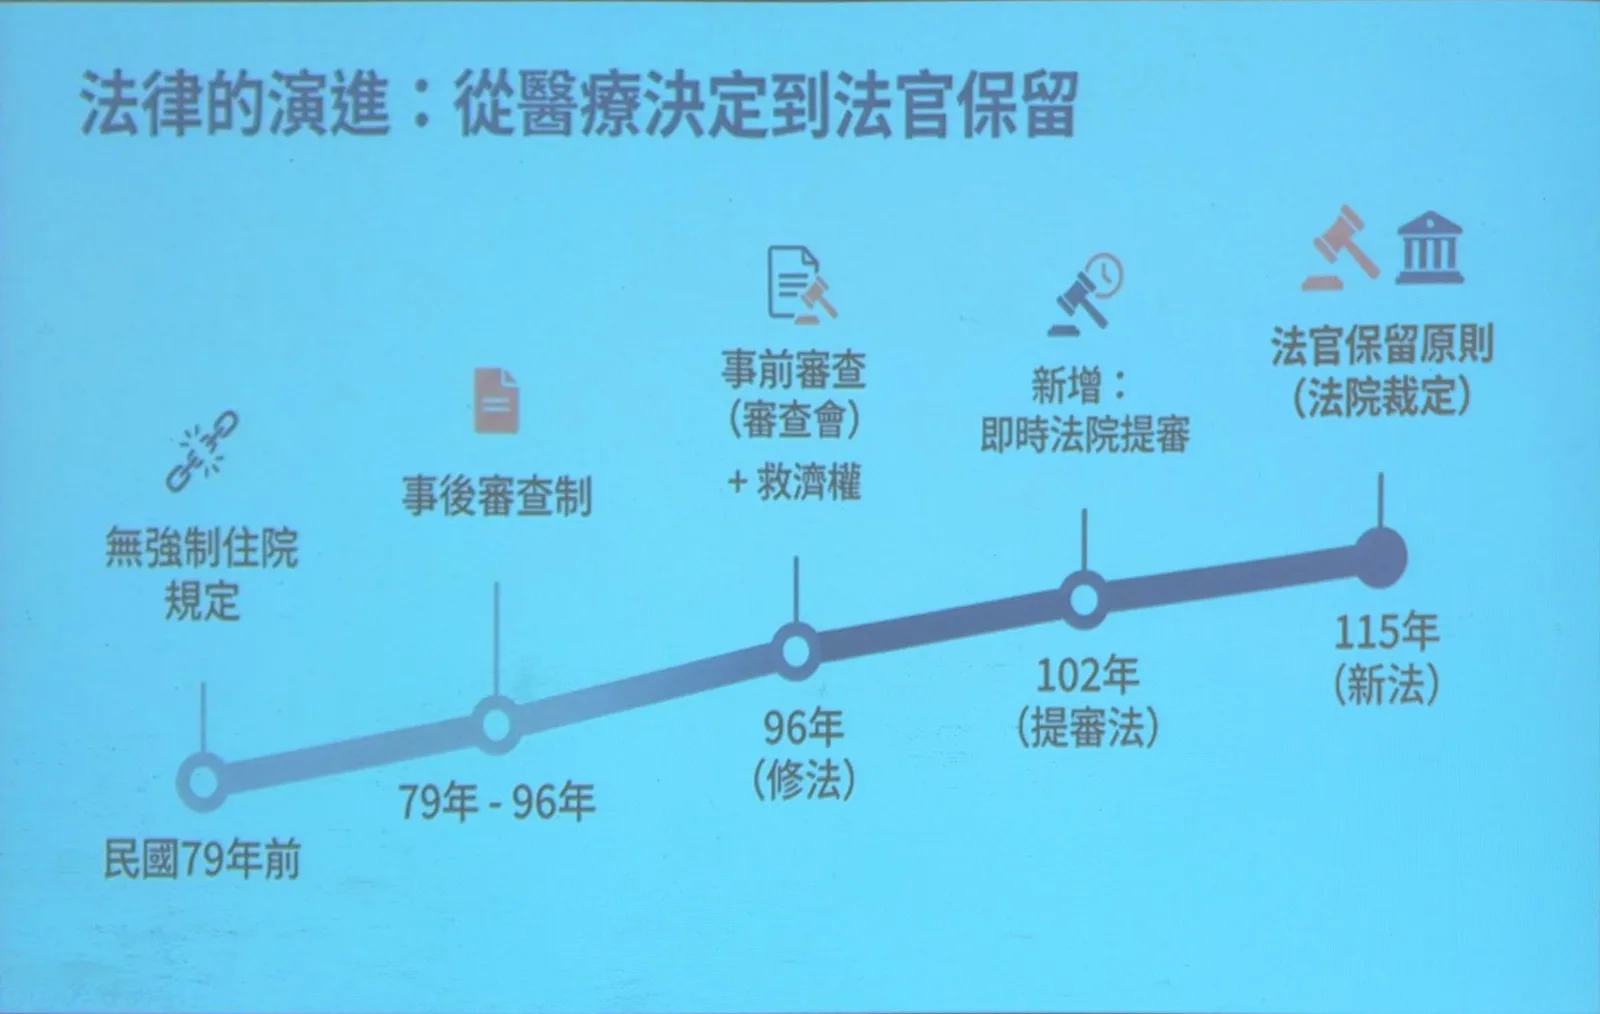 法律的演進：從醫療決定到法官保留
無強制住院
規定
民國79年前
事後審查制
79年 - 96年
事前審查
（審查會）
+ 救濟權
96年
（修法）
新增：
即時法院提審
102年
（提審法）
法官保留原則
（法院裁定）
115年
（新法）